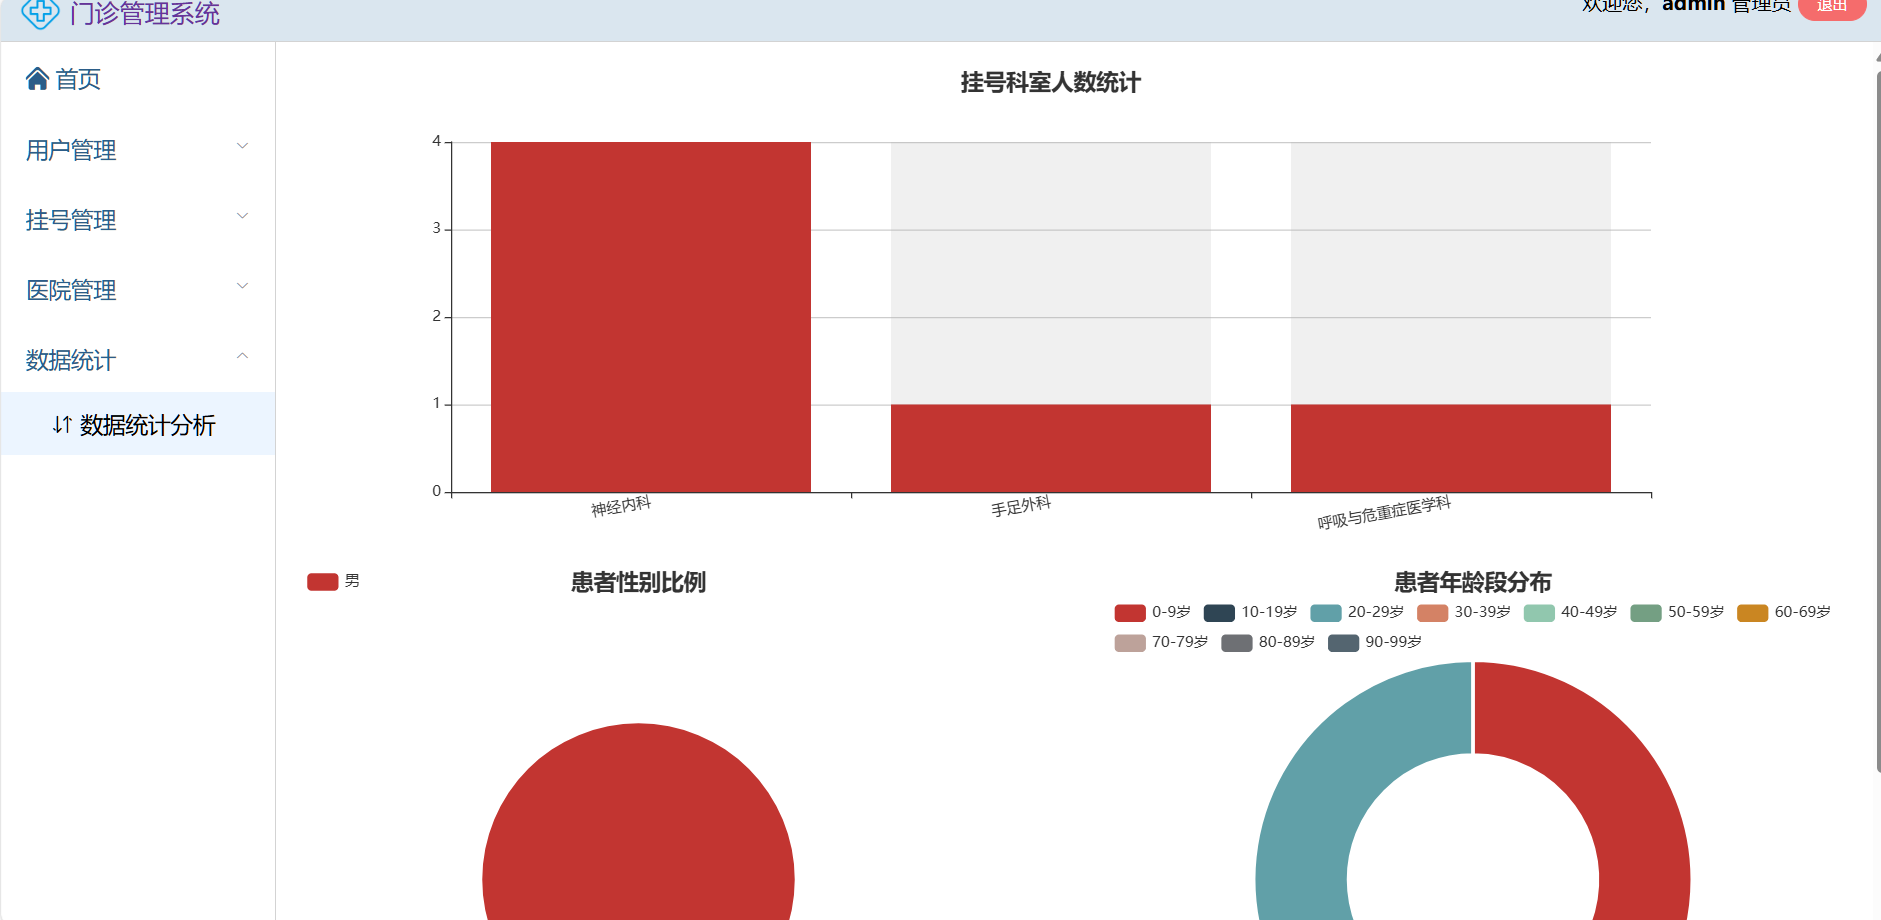 门诊管理系统
欢迎您，admin 管理员 退出
首页
用户管理
挂号管理
医院管理
数据统计
数据统计分析
挂号科室人数统计
4
3
2
1
0
神经内科 手足外科 呼吸与危重症医学科
男
患者性别比例
患者年龄段分布
0-9岁 10-19岁 20-29岁 30-39岁 40-49岁 50-59岁 60-69岁
70-79岁 80-89岁 90-99岁